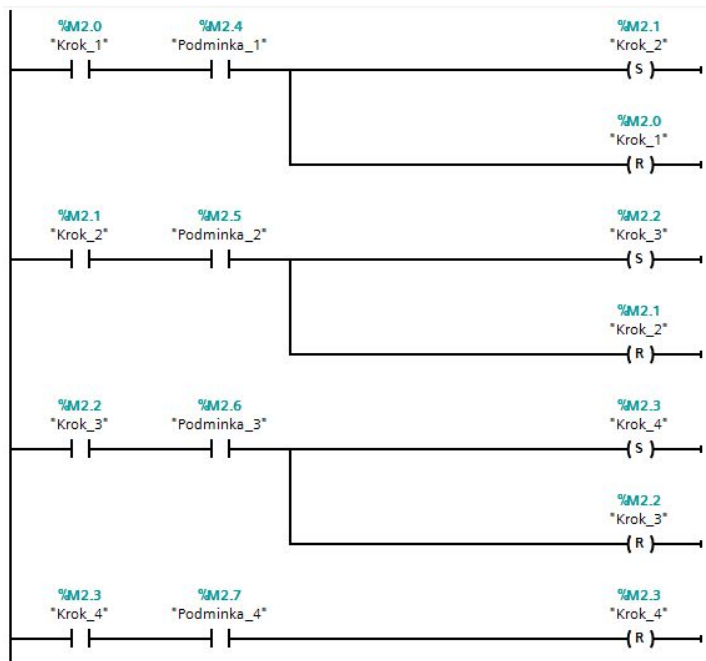 %M2.0 %M2.4 %M2.1
"Krok_1" "Podminka_1" "Krok_2"
S
%M2.0
"Krok_1"
R
%M2.1 %M2.5 %M2.2
"Krok_2" "Podminka_2" "Krok_3"
S
%M2.1
"Krok_2"
R
%M2.2 %M2.6 %M2.3
"Krok_3" "Podminka_3" "Krok_4"
S
%M2.2
"Krok_3"
R
%M2.3 %M2.7 %M2.3
"Krok_4" "Podminka_4" "Krok_4"
R